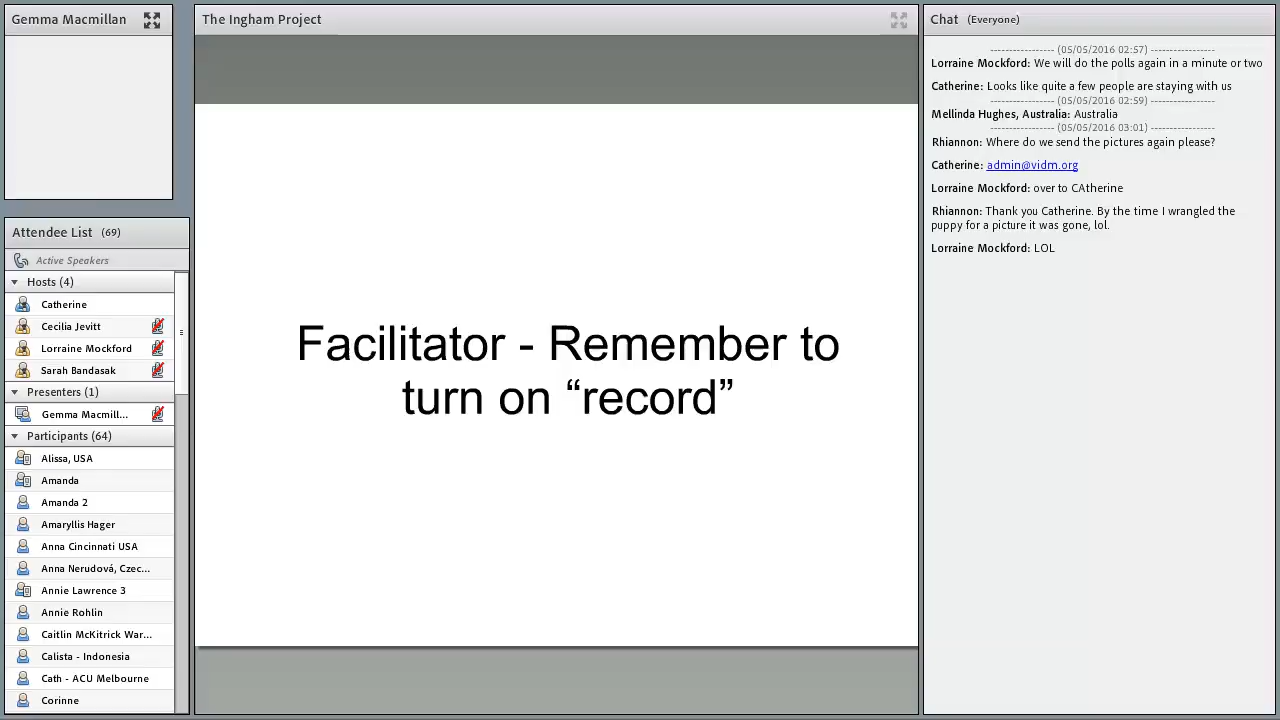 Gemma Macmillan
The Ingham Project
Chat (Everyone)
Attendee List (69)
Active Speakers
Hosts (4)
Catherine
Cecilia Jevitt
Lorraine Mockford
Sarah Bandasak
Presenters (1)
Gemma Macmill...
Participants (64)
Alissa, USA
Amanda
Amanda 2
Amaryllis Hager
Anna Cincinnati USA
Anna Nerudová, Czec...
Annie Lawrence 3
Annie Rohlin
Caitlin McKitrick War...
Calista - Indonesia
Cath - ACU Melbourne
Corinne
Facilitator - Remember to
turn on “record”
----------------- (05/05/2016 02:57) -----------------
Lorraine Mockford: We will do the polls again in a minute or two
Catherine: Looks like quite a few people are staying with us
----------------- (05/05/2016 02:59) -----------------
Mellinda Hughes, Australia: Australia
----------------- (05/05/2016 03:01) -----------------
Rhiannon: Where do we send the pictures again please?
Catherine: admin@vidm.org
Lorraine Mockford: over to CAtherine
Rhiannon: Thank you Catherine. By the time I wrangled the
puppy for a picture it was gone, lol.
Lorraine Mockford: LOL